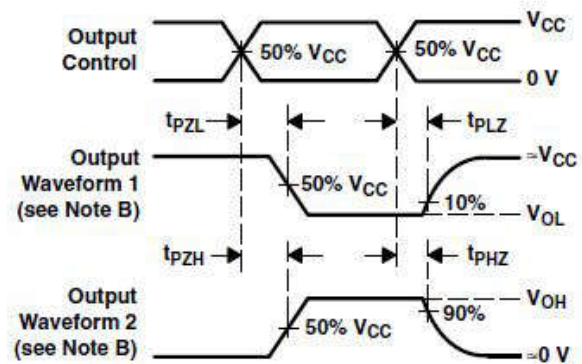 Output
Control
50% VCC
50% VCC
VCC
0 V
tPZL
tPLZ
Output
Waveform 1
(see Note B)
50% VCC
10%
≈VCC
VOL
tPZH
tPHZ
Output
Waveform 2
(see Note B)
50% VCC
90%
VOH
≈0 V